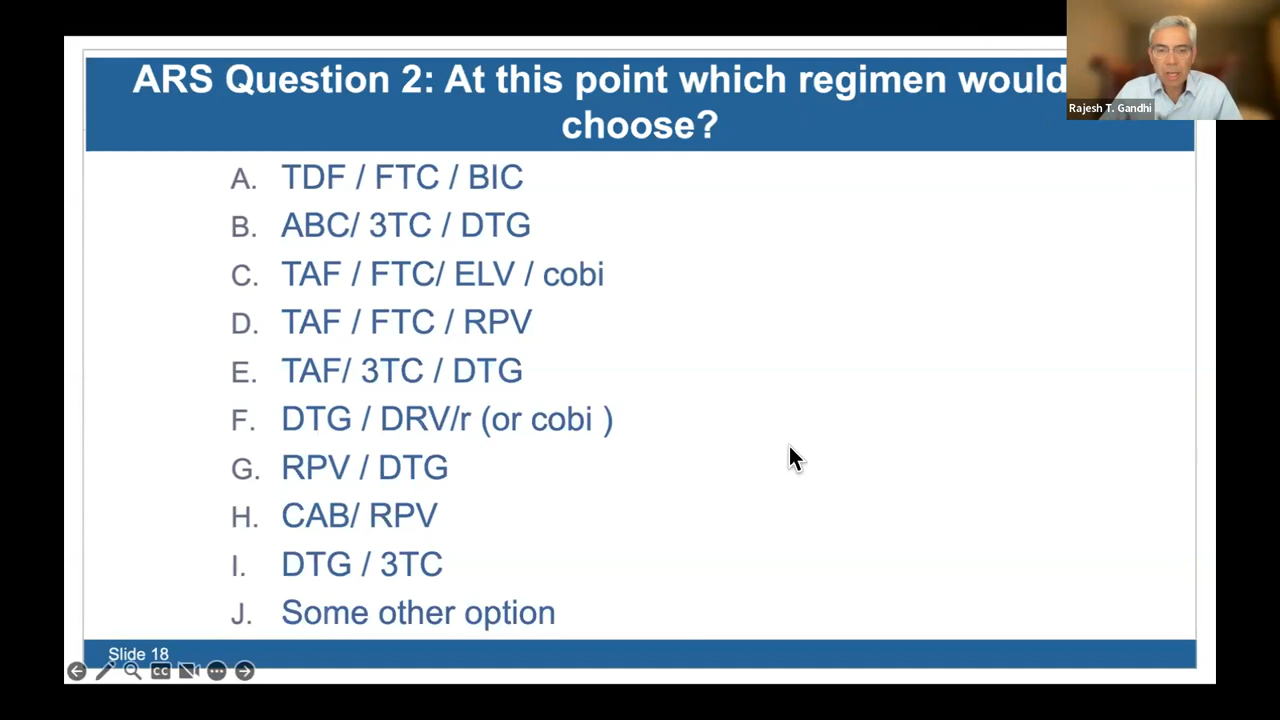 ARS Question 2: At this point which regimen would
choose?
Rajesh T. Gandhi
A. TDF / FTC / BIC
B. ABC/ 3TC / DTG
C. TAF / FTC/ ELV / cobi
D. TAF / FTC / RPV
E. TAF/ 3TC / DTG
F. DTG / DRV/r (or cobi )
G. RPV / DTG
H. CAB/ RPV
I. DTG / 3TC
J. Some other option
Slide 18
CC